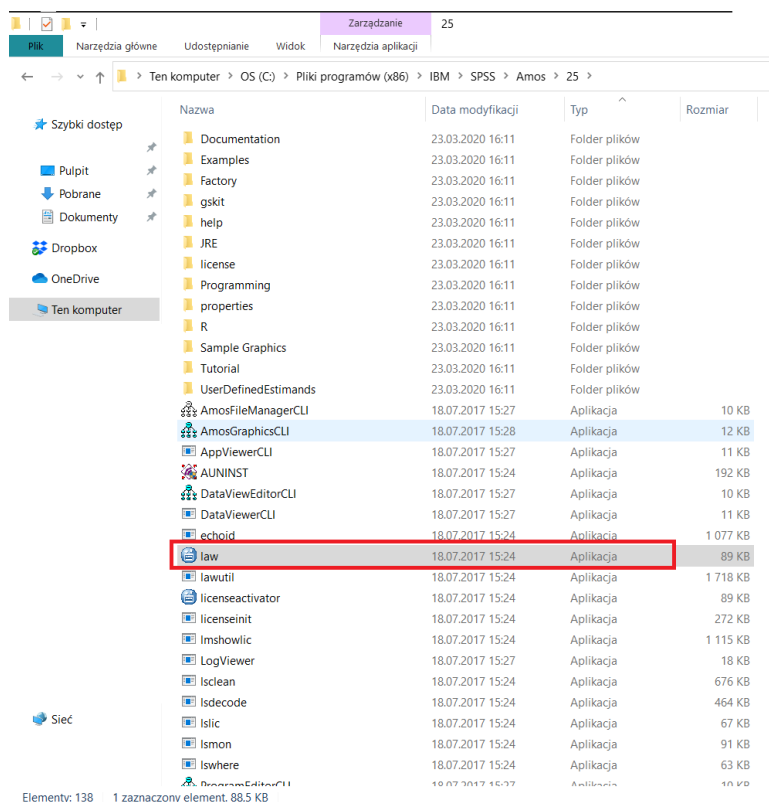 Zarządzanie 25
Plik Narzędzia główne Udostępnianie Widok Narzędzia aplikacji
Ten komputer > OS (C:) > Pliki programów (x86) > IBM > SPSS > Amos > 25 >
Nazwa Data modyfikacji Typ Rozmiar
Szybki dostęp
Pulpit
Pobrane
Dokumenty
Dropbox
OneDrive
Ten komputer
Sieć
Documentation 23.03.2020 16:11 Folder plików
Examples 23.03.2020 16:11 Folder plików
Factory 23.03.2020 16:11 Folder plików
gskit 23.03.2020 16:11 Folder plików
help 23.03.2020 16:11 Folder plików
JRE 23.03.2020 16:11 Folder plików
license 23.03.2020 16:11 Folder plików
Programming 23.03.2020 16:11 Folder plików
properties 23.03.2020 16:11 Folder plików
R 23.03.2020 16:11 Folder plików
Sample Graphics 23.03.2020 16:11 Folder plików
Tutorial 23.03.2020 16:11 Folder plików
UserDefinedEstimands 23.03.2020 16:11 Folder plików
AmosFileManagerCLI 18.07.2017 15:27 Aplikacja 10 KB
AmosGraphicsCLI 18.07.2017 15:28 Aplikacja 12 KB
AppViewerCLI 18.07.2017 15:27 Aplikacja 11 KB
AUNINST 18.07.2017 15:24 Aplikacja 192 KB
DataViewEditorCLI 18.07.2017 15:27 Aplikacja 10 KB
DataViewerCLI 18.07.2017 15:27 Aplikacja 11 KB
echoid 18.07.2017 15:24 Aplikacja 1 077 KB
law 18.07.2017 15:24 Aplikacja 89 KB
lawutil 18.07.2017 15:24 Aplikacja 1 718 KB
licenseactivator 18.07.2017 15:24 Aplikacja 89 KB
licenseinit 18.07.2017 15:24 Aplikacja 272 KB
lmshowlic 18.07.2017 15:24 Aplikacja 1 115 KB
LogViewer 18.07.2017 15:27 Aplikacja 18 KB
lsclean 18.07.2017 15:24 Aplikacja 676 KB
lsdecode 18.07.2017 15:24 Aplikacja 464 KB
lslic 18.07.2017 15:24 Aplikacja 67 KB
lsmon 18.07.2017 15:24 Aplikacja 91 KB
lswhere 18.07.2017 15:24 Aplikacja 63 KB
ProgramEditorCLI 18.07.2017 15:27 Aplikacja 10 KB
Elementy: 138 1 zaznaczony element. 88,5 KB